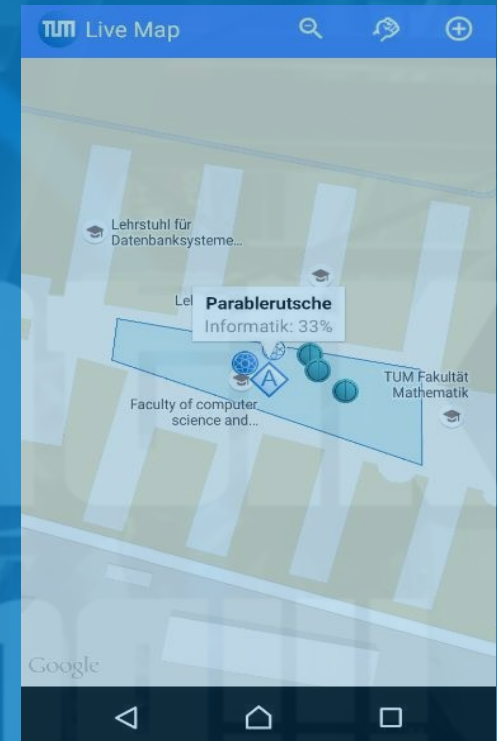 TUM Live Map
Lehrstuhl für
Datenbanksysteme...
Parablerutsche
Informatik: 33%
A
TUM Fakultät
Mathematik
Faculty of computer
science and...
Google